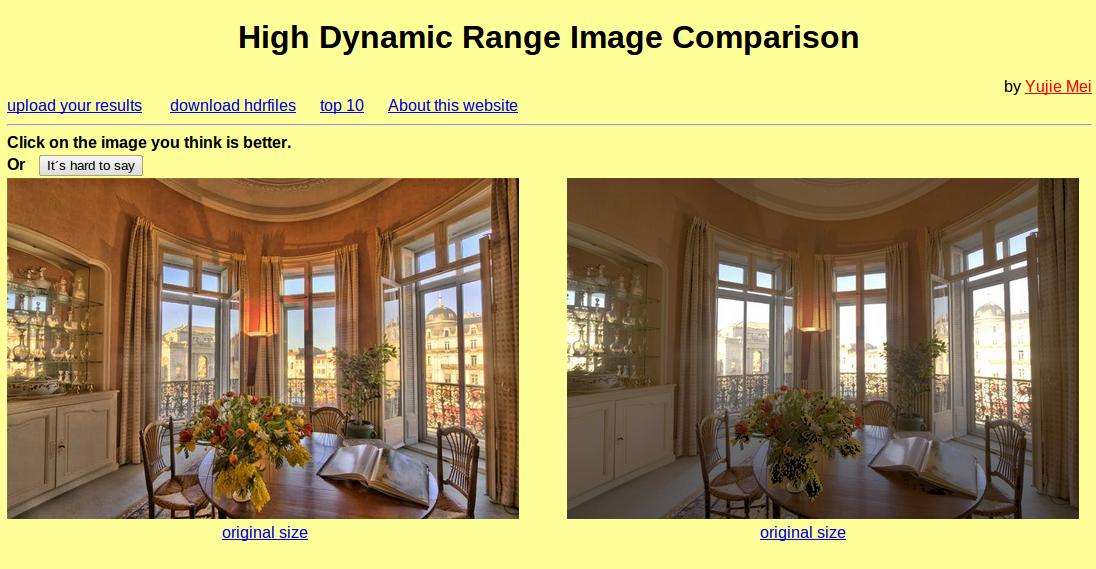 High Dynamic Range Image Comparison
by Yujie Mei
upload your results download hdrfiles top 10 About this website
Click on the image you think is better.
Or It´s hard to say
original size original size